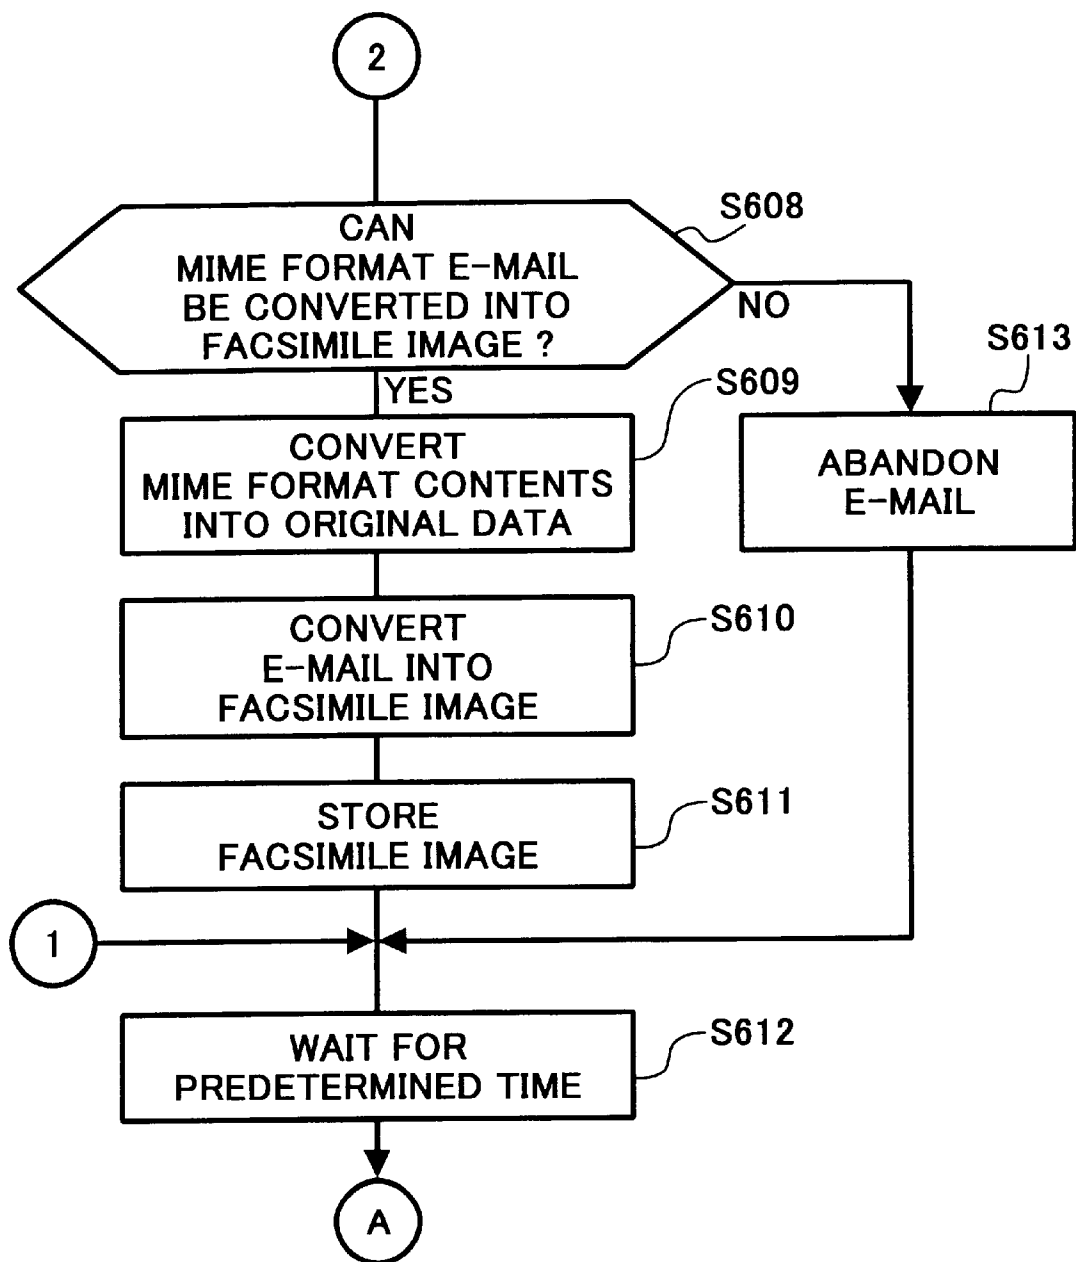 2
CAN
MIME FORMAT E-MAIL
BE CONVERTED INTO
FACSIMILE IMAGE ?
S608
NO
YES
S609
CONVERT
MIME FORMAT CONTENTS
INTO ORIGINAL DATA
S613
ABANDON
E-MAIL
S610
CONVERT
E-MAIL INTO
FACSIMILE IMAGE
S611
STORE
FACSIMILE IMAGE
1
S612
WAIT FOR
PREDETERMINED TIME
A